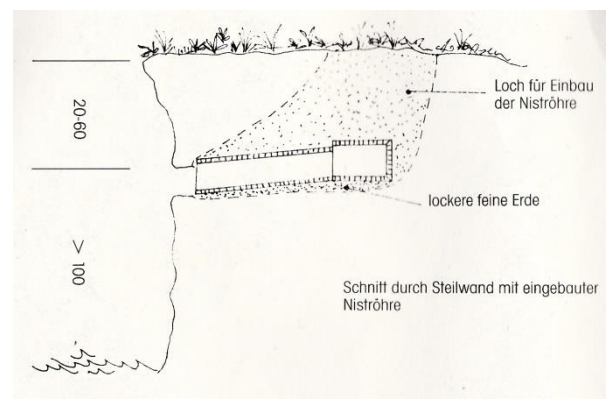 20-60
> 100
Loch für Einbau
der Niströhre
lockere feine Erde
Schnitt durch Steilwand mit eingebauter
Niströhre